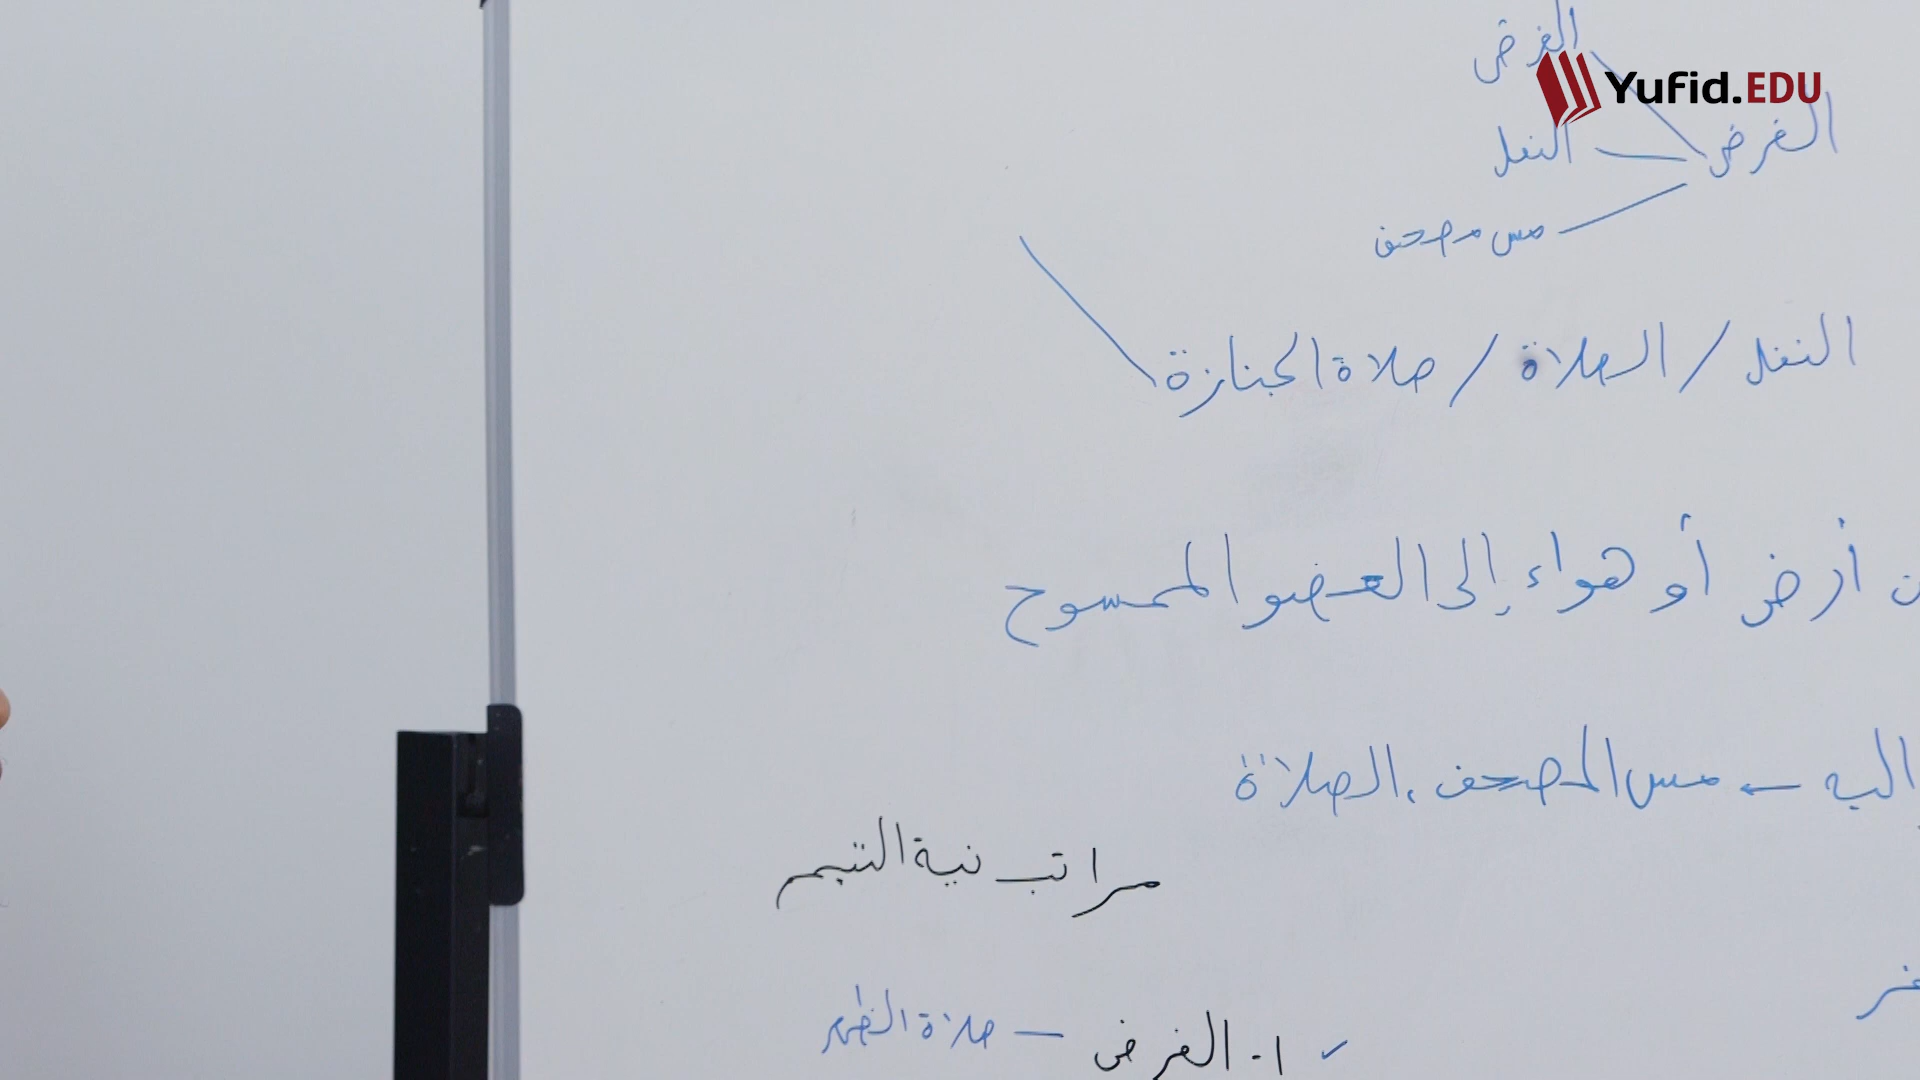 الفرض
Yufid.EDU
الفرض
النفل
مس مصحف
النفل / الصلاة / صلاة الجنازة
أرض أو هواء إلى العضو الممسوح
مس المصحف، الصلاة
مراتب نية التيمم
✓ ١. الفرض — صلاة الظهر